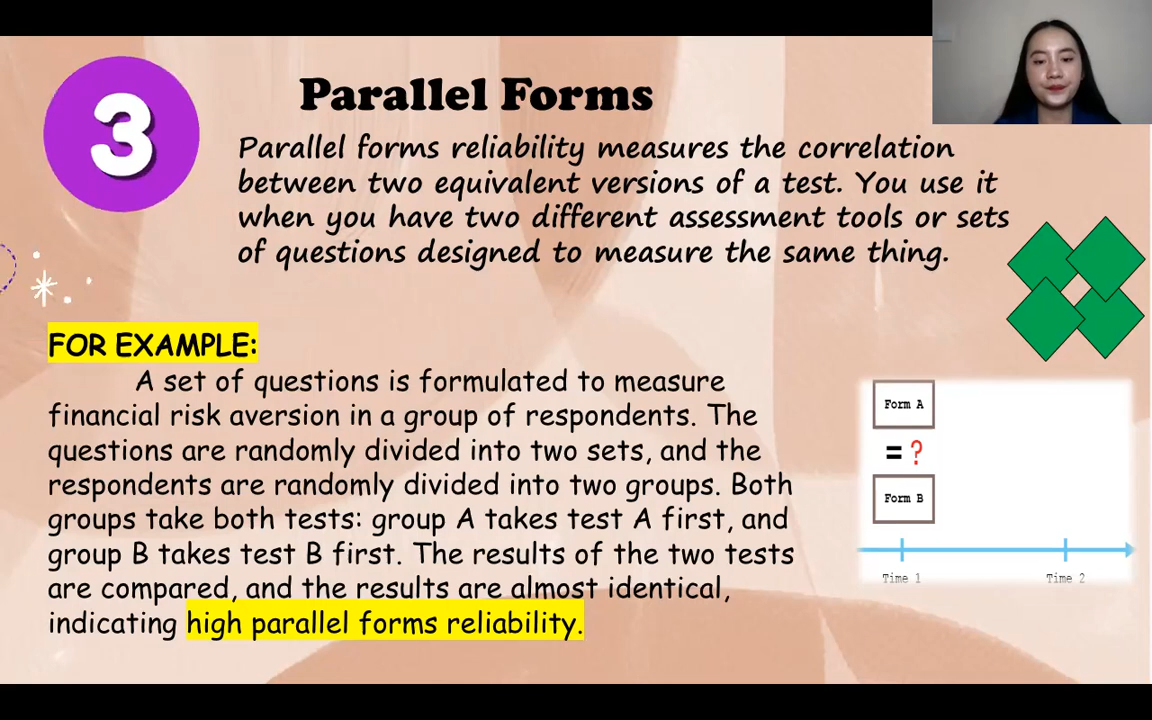 3
Parallel Forms
Parallel forms reliability measures the correlation
between two equivalent versions of a test. You use it
when you have two different assessment tools or sets
of questions designed to measure the same thing.
FOR EXAMPLE:
A set of questions is formulated to measure
financial risk aversion in a group of respondents. The
questions are randomly divided into two sets, and the
respondents are randomly divided into two groups. Both
groups take both tests: group A takes test A first, and
group B takes test B first. The results of the two tests
are compared, and the results are almost identical,
indicating high parallel forms reliability.
Form A
= ?
Form B
Time 1 Time 2